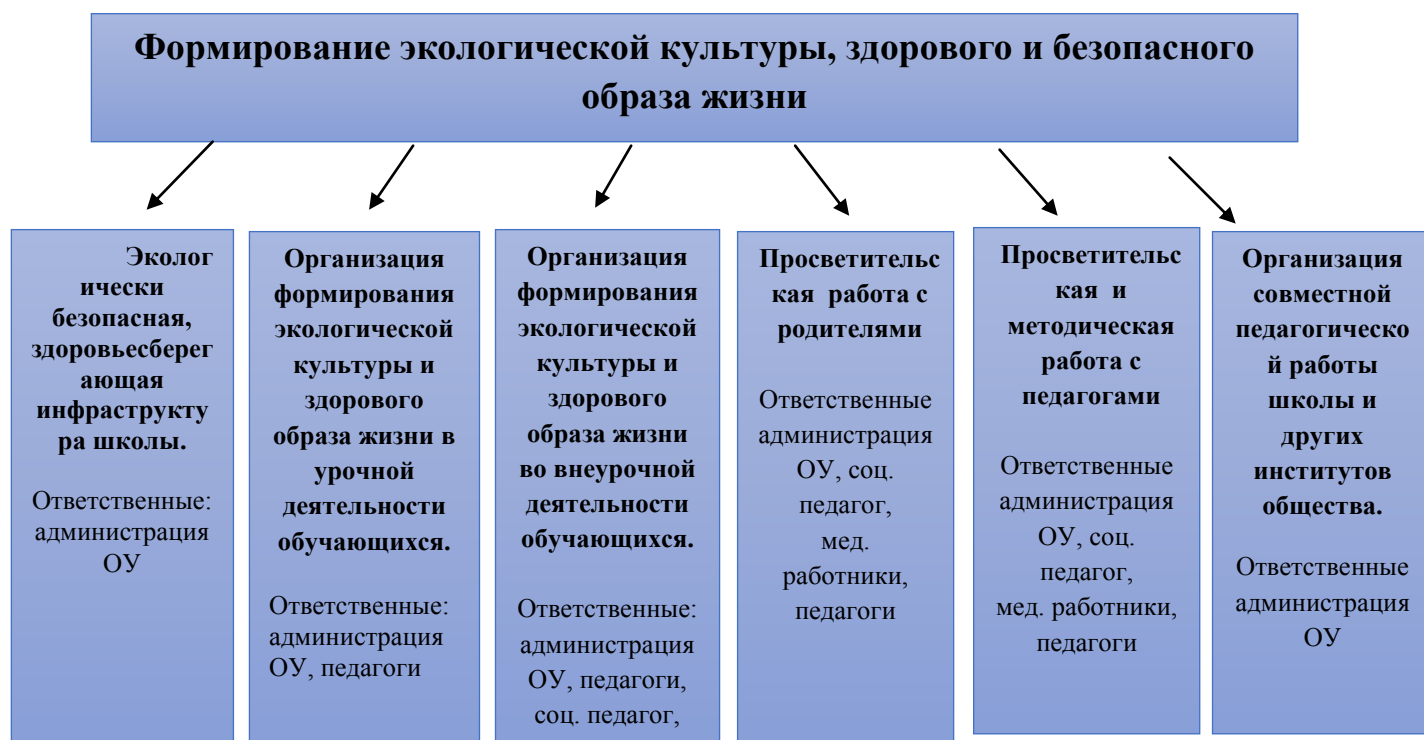 Формирование экологической культуры, здорового и безопасного
образа жизни
Эколог
ически
безопасная,
здоровьесберег
ающая
инфраструкту
ра школы.
Ответственные:
администрация
ОУ
Организация
формирования
экологической
культуры и
здорового
образа жизни в
урочной
деятельности
обучающихся.
Ответственные:
администрация
ОУ, педагоги
Организация
формирования
экологической
культуры и
здорового
образа жизни
во внеурочной
деятельности
обучающихся.
Ответственные:
администрация
ОУ, педагоги,
соц. педагог,
Просветительс
кая работа с
родителями
Ответственные
администрация
ОУ, соц.
педагог,
мед.
работники,
педагоги
Просветительс
кая и
методическая
работа с
педагогами
Ответственные
администрация
ОУ, соц.
педагог,
мед. работники,
педагоги
Организация
совместной
педагогическо
й работы
школы и
других
институтов
общества.
Ответственные
администрация
ОУ